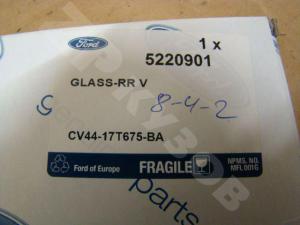 Ford
1 x
5220901
GLASS-RR V
G
8-4-2
CV44-17T675-BA
Ford of Europe
FRAGILE
NPMS. NO.
MFL001G
parts